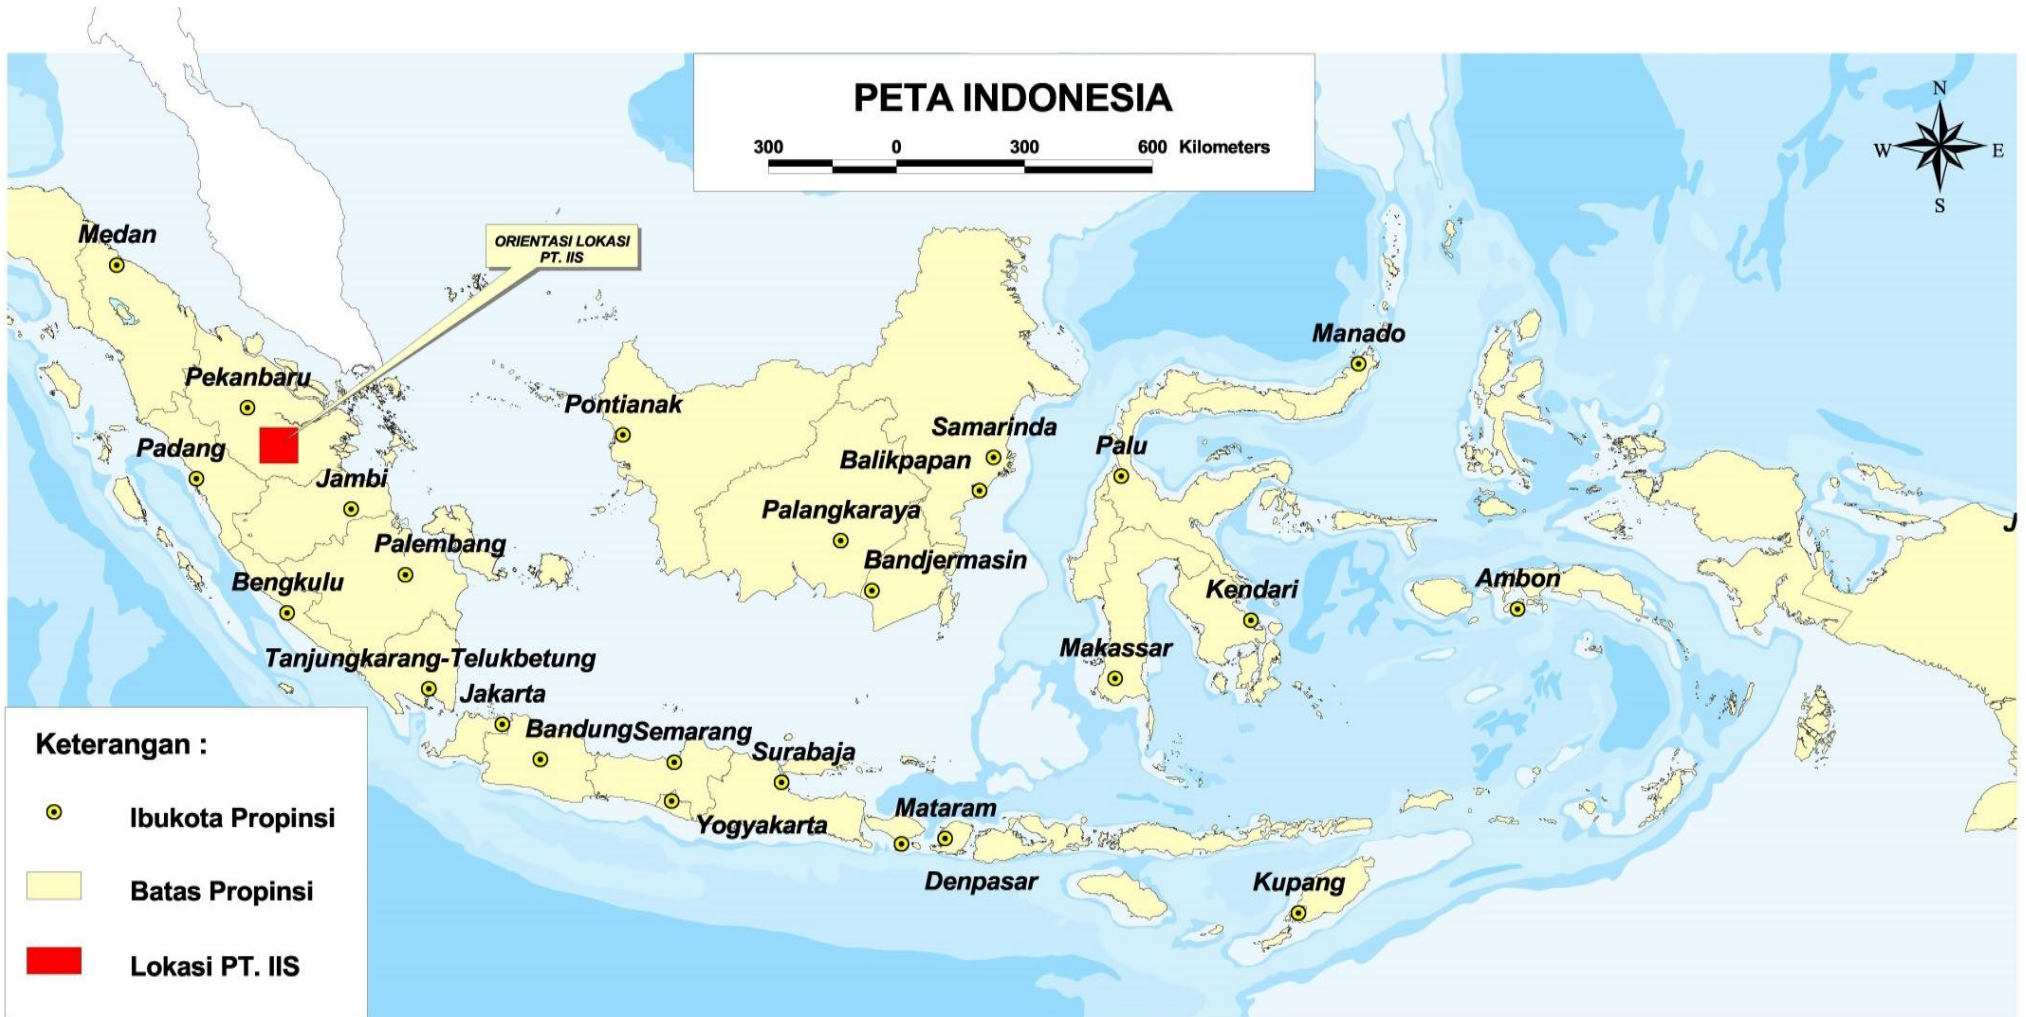 PETA INDONESIA
300 0 300 600 Kilometers
N
W E
S
ORIENTASI LOKASI
PT. IIS
Medan
Pekanbaru
Padang
Jambi
Palembang
Bengkulu
Tanjungkarang-Telukbetung
Jakarta
Bandung
Semarang
Surabaja
Yogyakarta
Mataram
Denpasar
Kupang
Pontianak
Samarinda
Balikpapan
Palangkaraya
Bandjermasin
Manado
Palu
Kendari
Makassar
Ambon
J
Keterangan :
Ibukota Propinsi
Batas Propinsi
Lokasi PT. IIS